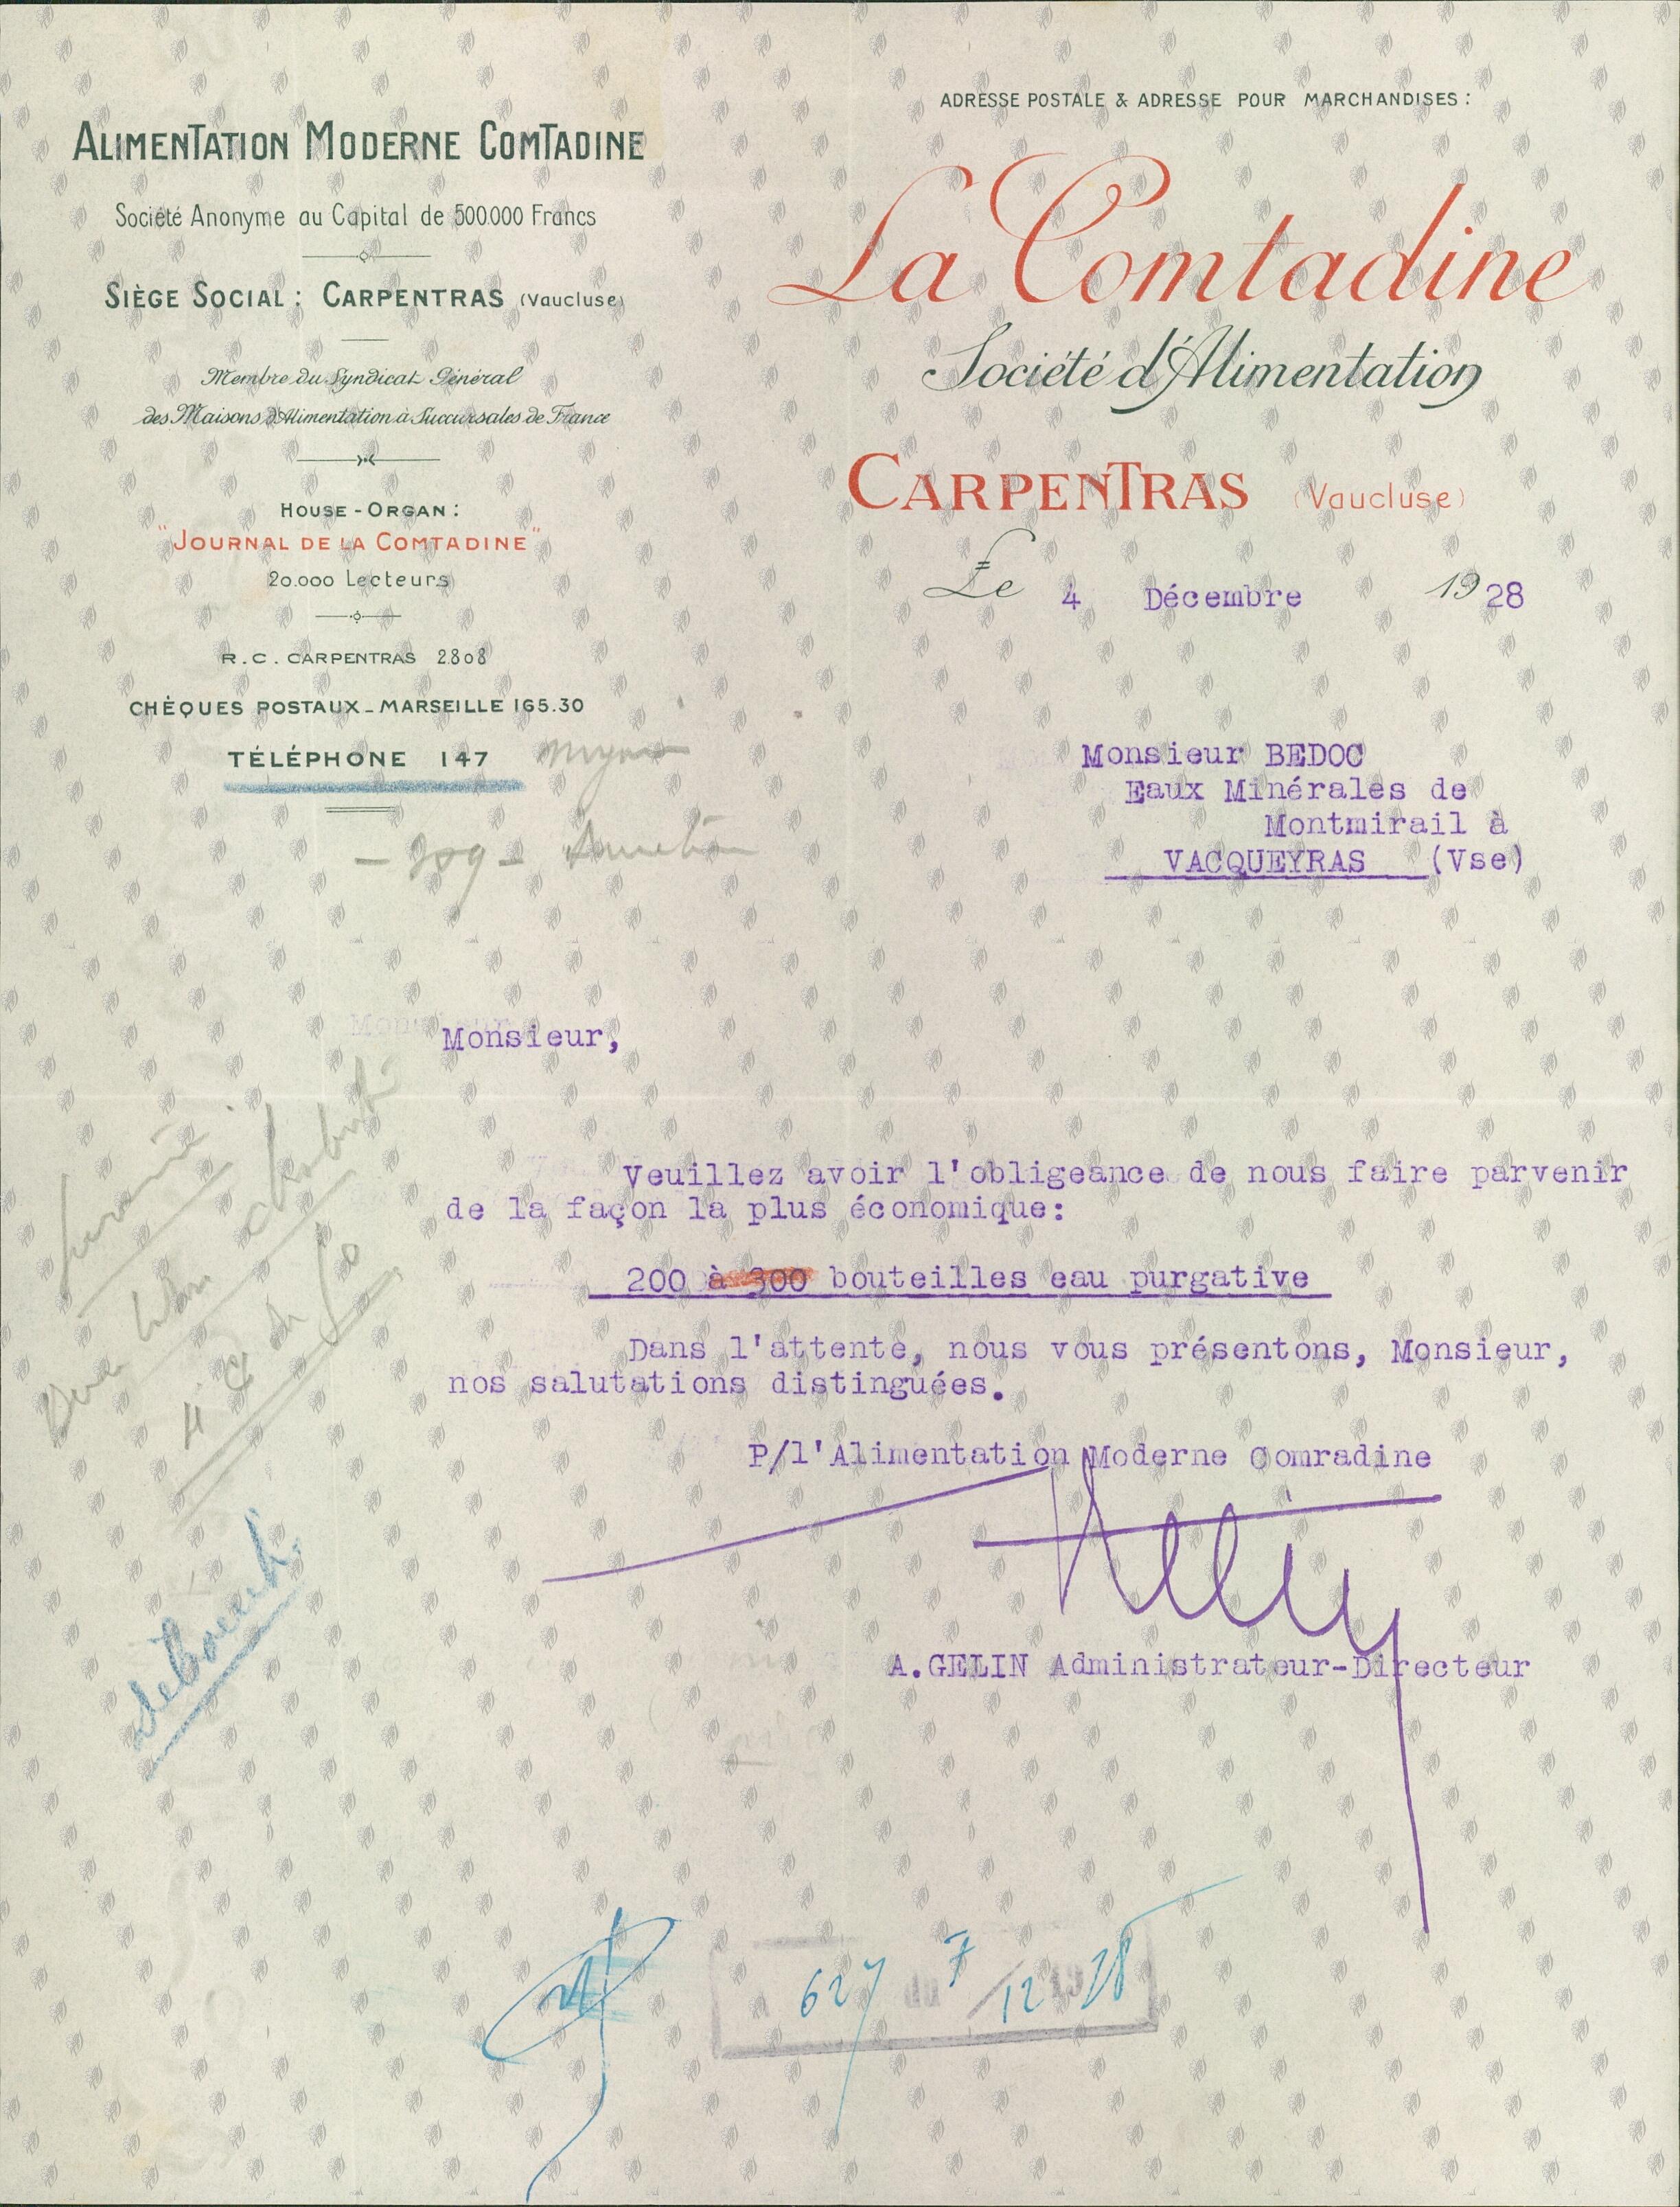 ALIMENTATION MODERNE COMTADINE
Société Anonyme au Capital de 500.000 Francs
SIÈGE SOCIAL : CARPENTRAS (Vaucluse)
Membre du Syndicat Général
des Maisons d'Alimentation à Succursales de France
HOUSE-ORGAN :
"JOURNAL DE LA COMTADINE"
20.000 Lecteurs
R.C. CARPENTRAS 2808
CHÈQUES POSTAUX_MARSEILLE 165.30
TÉLÉPHONE 147
ADRESSE POSTALE & ADRESSE POUR MARCHANDISES :
La Comtadine
Société d'Alimentation
CARPENTRAS (Vaucluse)
Le 4 Décembre 1928
Monsieur BEDOC
Eaux Minérales de
Montmirail à
VACQUEYRAS (Vse)
- 309 -
Monsieur,
Veuillez avoir l'obligeance de nous faire parvenir
de la façon la plus économique:
200 à 300 bouteilles eau purgative
Dans l'attente, nous vous présentons, Monsieur,
nos salutations distinguées.
P/l'Alimentation Moderne Comradine
A.GELIN Administrateur-Directeur
627 du 7/12 1928